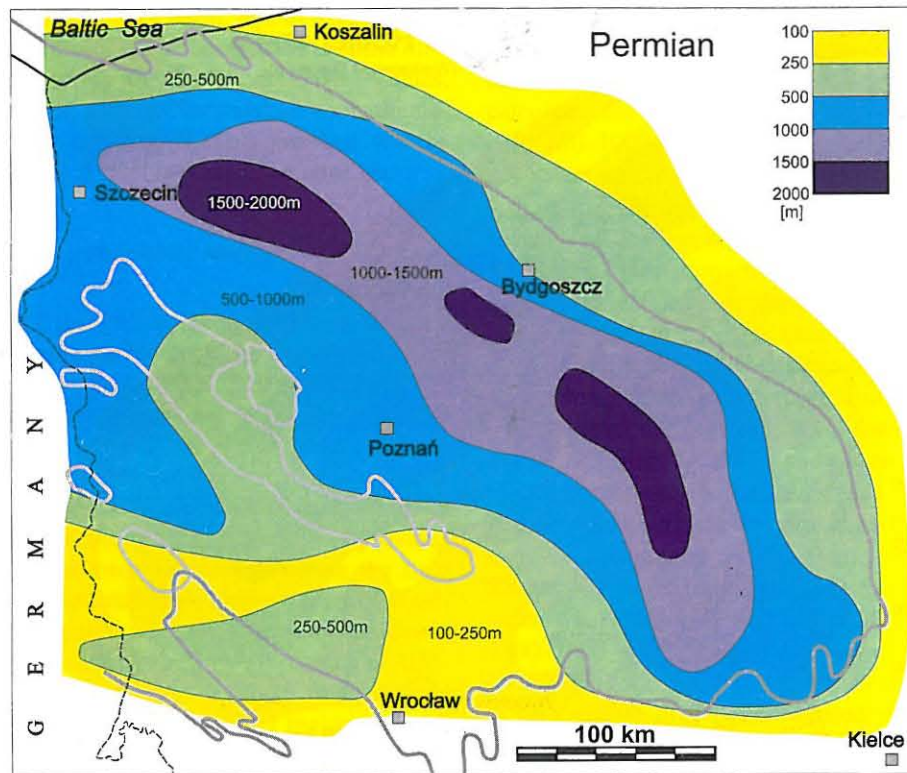 Baltic Sea
Koszalin
Permian
100
250
500
1000
1500
2000
[m]
250-500m
Szczecin
1500-2000m
1000-1500m
Bydgoszcz
500-1000m
Poznań
GERMANY
250-500m
100-250m
Wrocław
100 km
Kielce